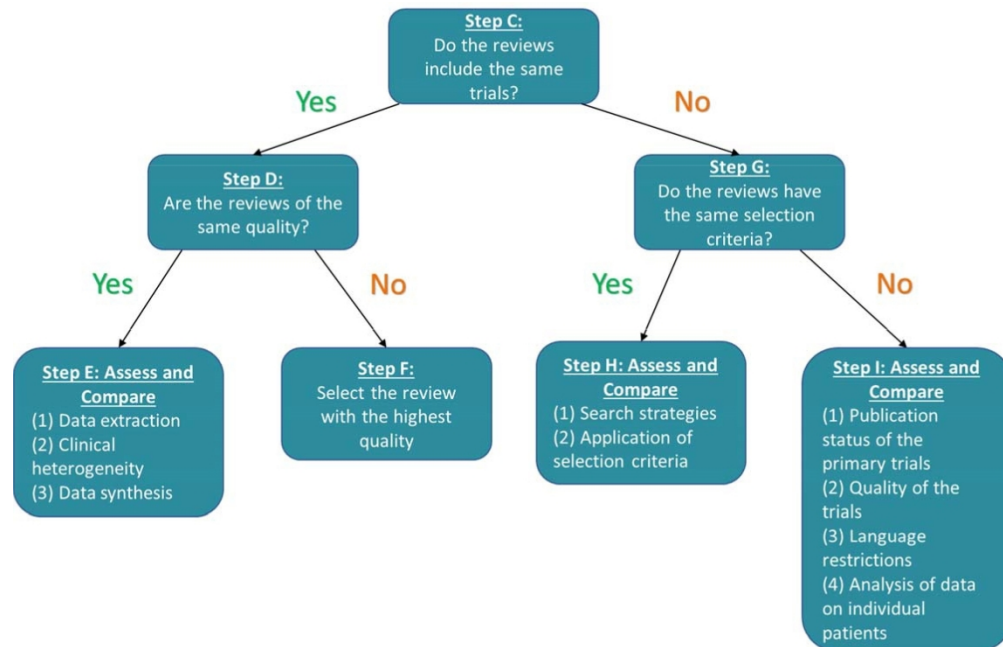 Step C:
Do the reviews
include the same
trials?
Yes
No
Step D:
Are the reviews of the
same quality?
Step G:
Do the reviews have
the same selection
criteria?
Yes
No
Yes
No
Step E: Assess and
Compare
(1) Data extraction
(2) Clinical
heterogeneity
(3) Data synthesis
Step F:
Select the review
with the highest
quality
Step H: Assess and
Compare
(1) Search strategies
(2) Application of
selection criteria
Step I: Assess and
Compare
(1) Publication
status of the
primary trials
(2) Quality of the
trials
(3) Language
restrictions
(4) Analysis of data
on individual
patients